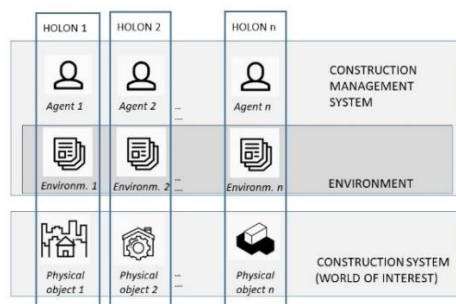 HOLON 1 HOLON 2 HOLON n
Agent 1 Agent 2 ... Agent n
....
CONSTRUCTION
MANAGEMENT
SYSTEM
Environm. 1 Environm. 2 ... Environm. n
....
ENVIRONMENT
Physical Physical ... Physical
object 1 object 2 .... object n
CONSTRUCTION SYSTEM
(WORLD OF INTEREST)